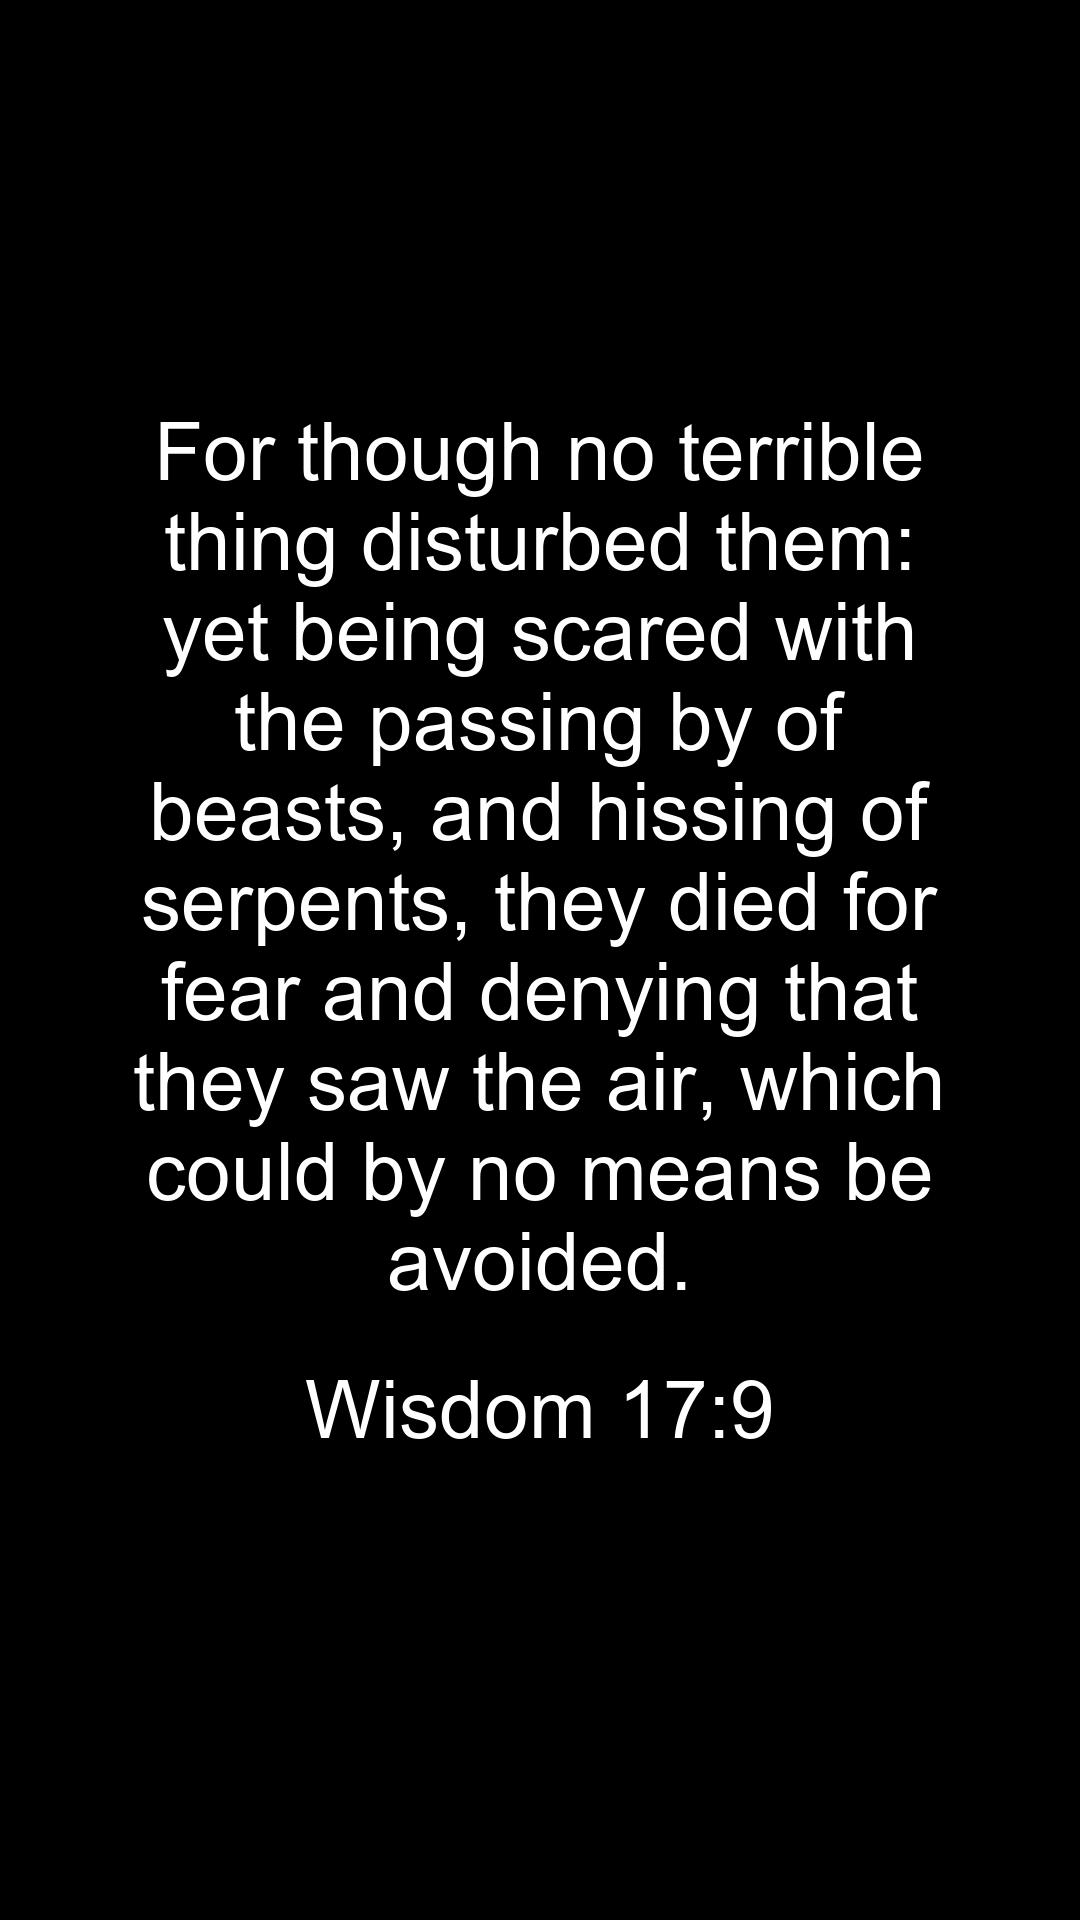 For though no terrible
thing disturbed them:
yet being scared with
the passing by of
beasts, and hissing of
serpents, they died for
fear and denying that
they saw the air, which
could by no means be
avoided.
Wisdom 17:9